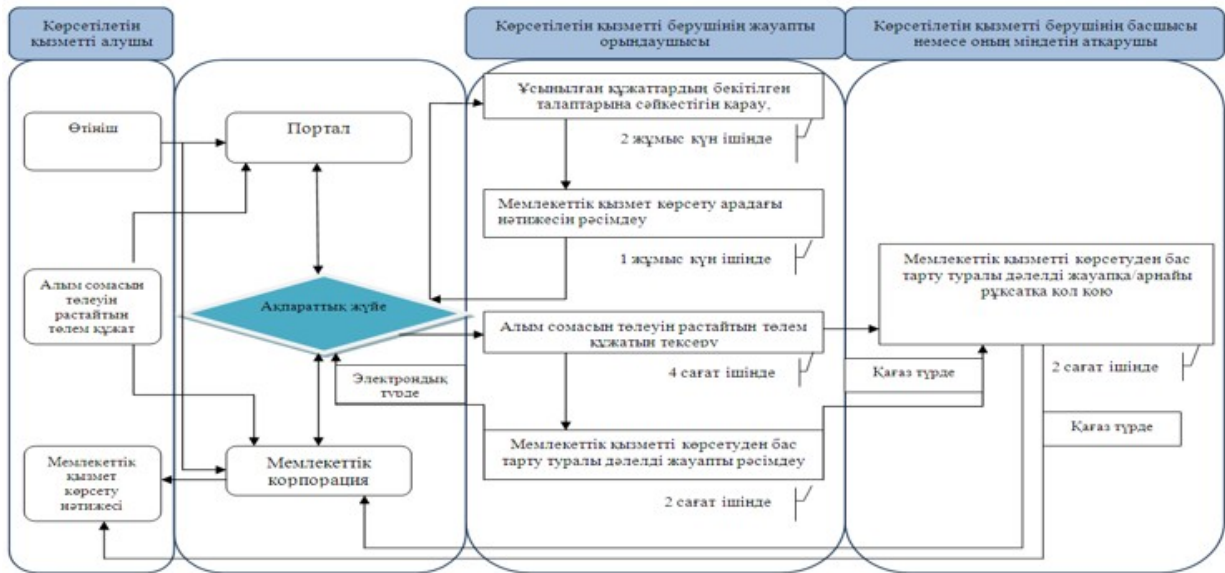 Көрсетілетін
қызметті алушы
Көрсетілетін қызметті берушінің жауапты
орындаушысы
Көрсетілетін қызметті берушінің басшысы
немесе оның міндетін атқарушы
Өтініш
Портал
Ұсынылған құжаттардың бекітілген
талаптарына сәйкестігін қарау.
2 жұмыс күн ішінде
Мемлекеттік қызмет көрсету арадағы
нәтижесін рәсімдеу
1 жұмыс күн ішінде
Алым сомасын
төлеуін
растайтын
төлем құжат
Ақпараттық жүйе
Алым сомасын төлеуін растайтын төлем
құжатын тексеру
4 сағат ішінде
Мемлекеттік қызметті көрсетуден бас
тарту туралы дәлелді жауапқа/арнайы
рұқсатқа қол қою
2 сағат ішінде
Электрондық
түрде
Қағаз түрде
Қағаз түрде
Мемлекеттік қызметті көрсетуден бас
тарту туралы дәлелді жауапты рәсімдеу
2 сағат ішінде
Мемлекеттік
қызмет
көрсету
нәтижесі
Мемлекеттік
корпорация